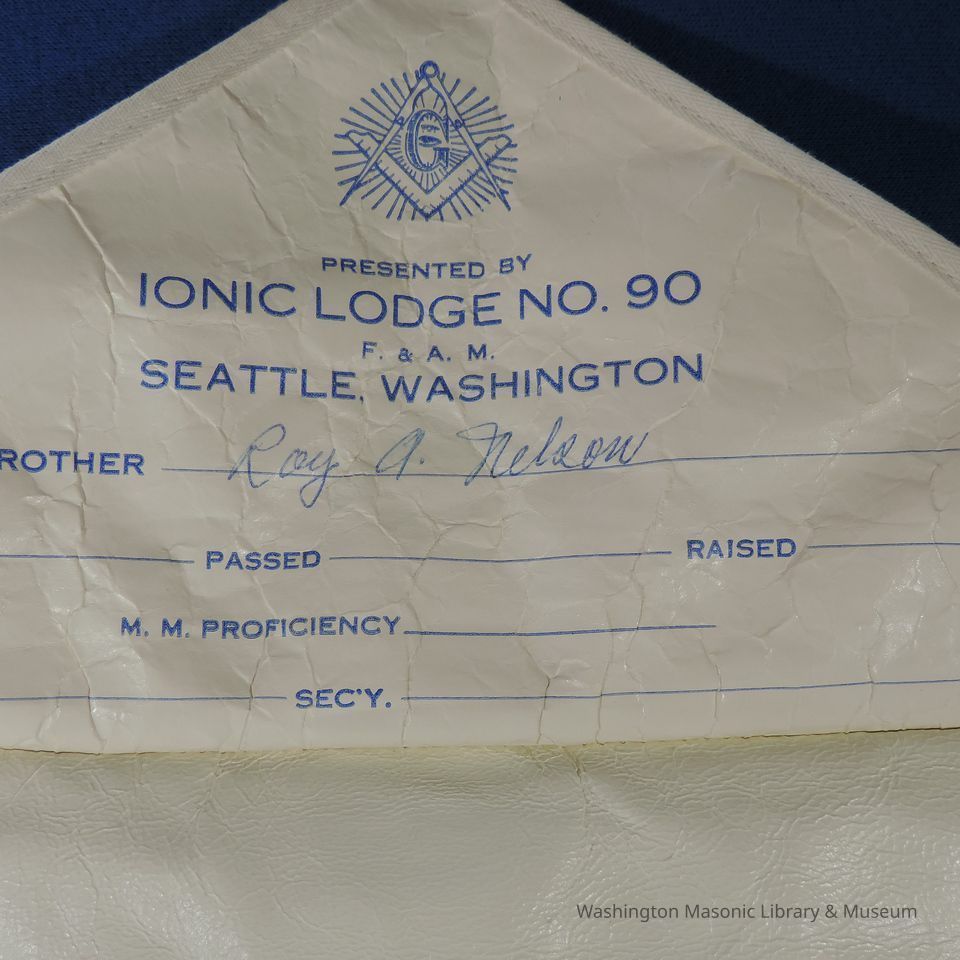 G
PRESENTED BY
IONIC LODGE NO. 90
F. & A. M.
SEATTLE, WASHINGTON
ROTHER Roy A. Nelson
PASSED RAISED
M. M. PROFICIENCY
SEC'Y.
Washington Masonic Library & Museum